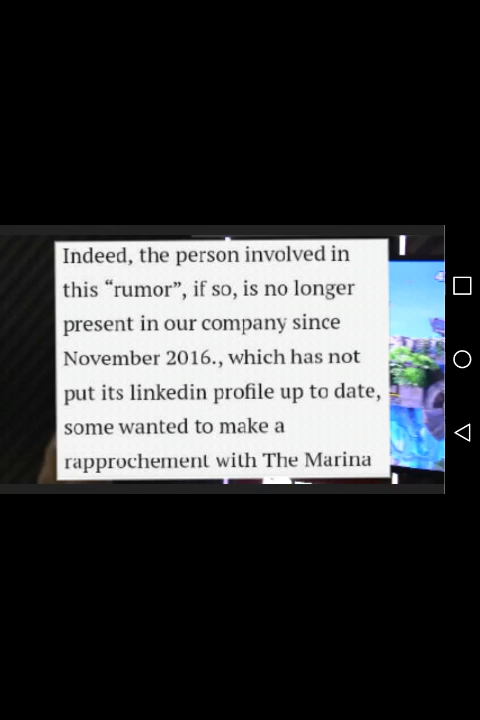 Indeed, the person involved in
this “rumor”, if so, is no longer
present in our company since
November 2016., which has not
put its linkedin profile up to date,
some wanted to make a
rapprochement with The Marina